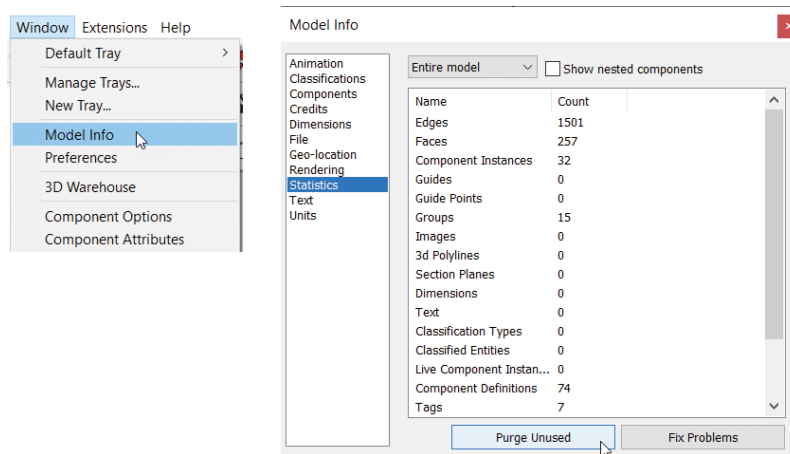 Window Extensions Help
Default Tray >
Manage Trays...
New Tray...
Model Info
Preferences
3D Warehouse
Component Options
Component Attributes
Model Info
Animation
Classifications
Components
Credits
Dimensions
File
Geo-location
Rendering
Statistics
Text
Units
Entire model
Show nested components
Name Count
Edges 1501
Faces 257
Component Instances 32
Guides 0
Guide Points 0
Groups 15
Images 0
3d Polylines 0
Section Planes 0
Dimensions 0
Text 0
Classification Types 0
Classified Entities 0
Live Component Instan... 0
Component Definitions 74
Tags 7
Purge Unused
Fix Problems